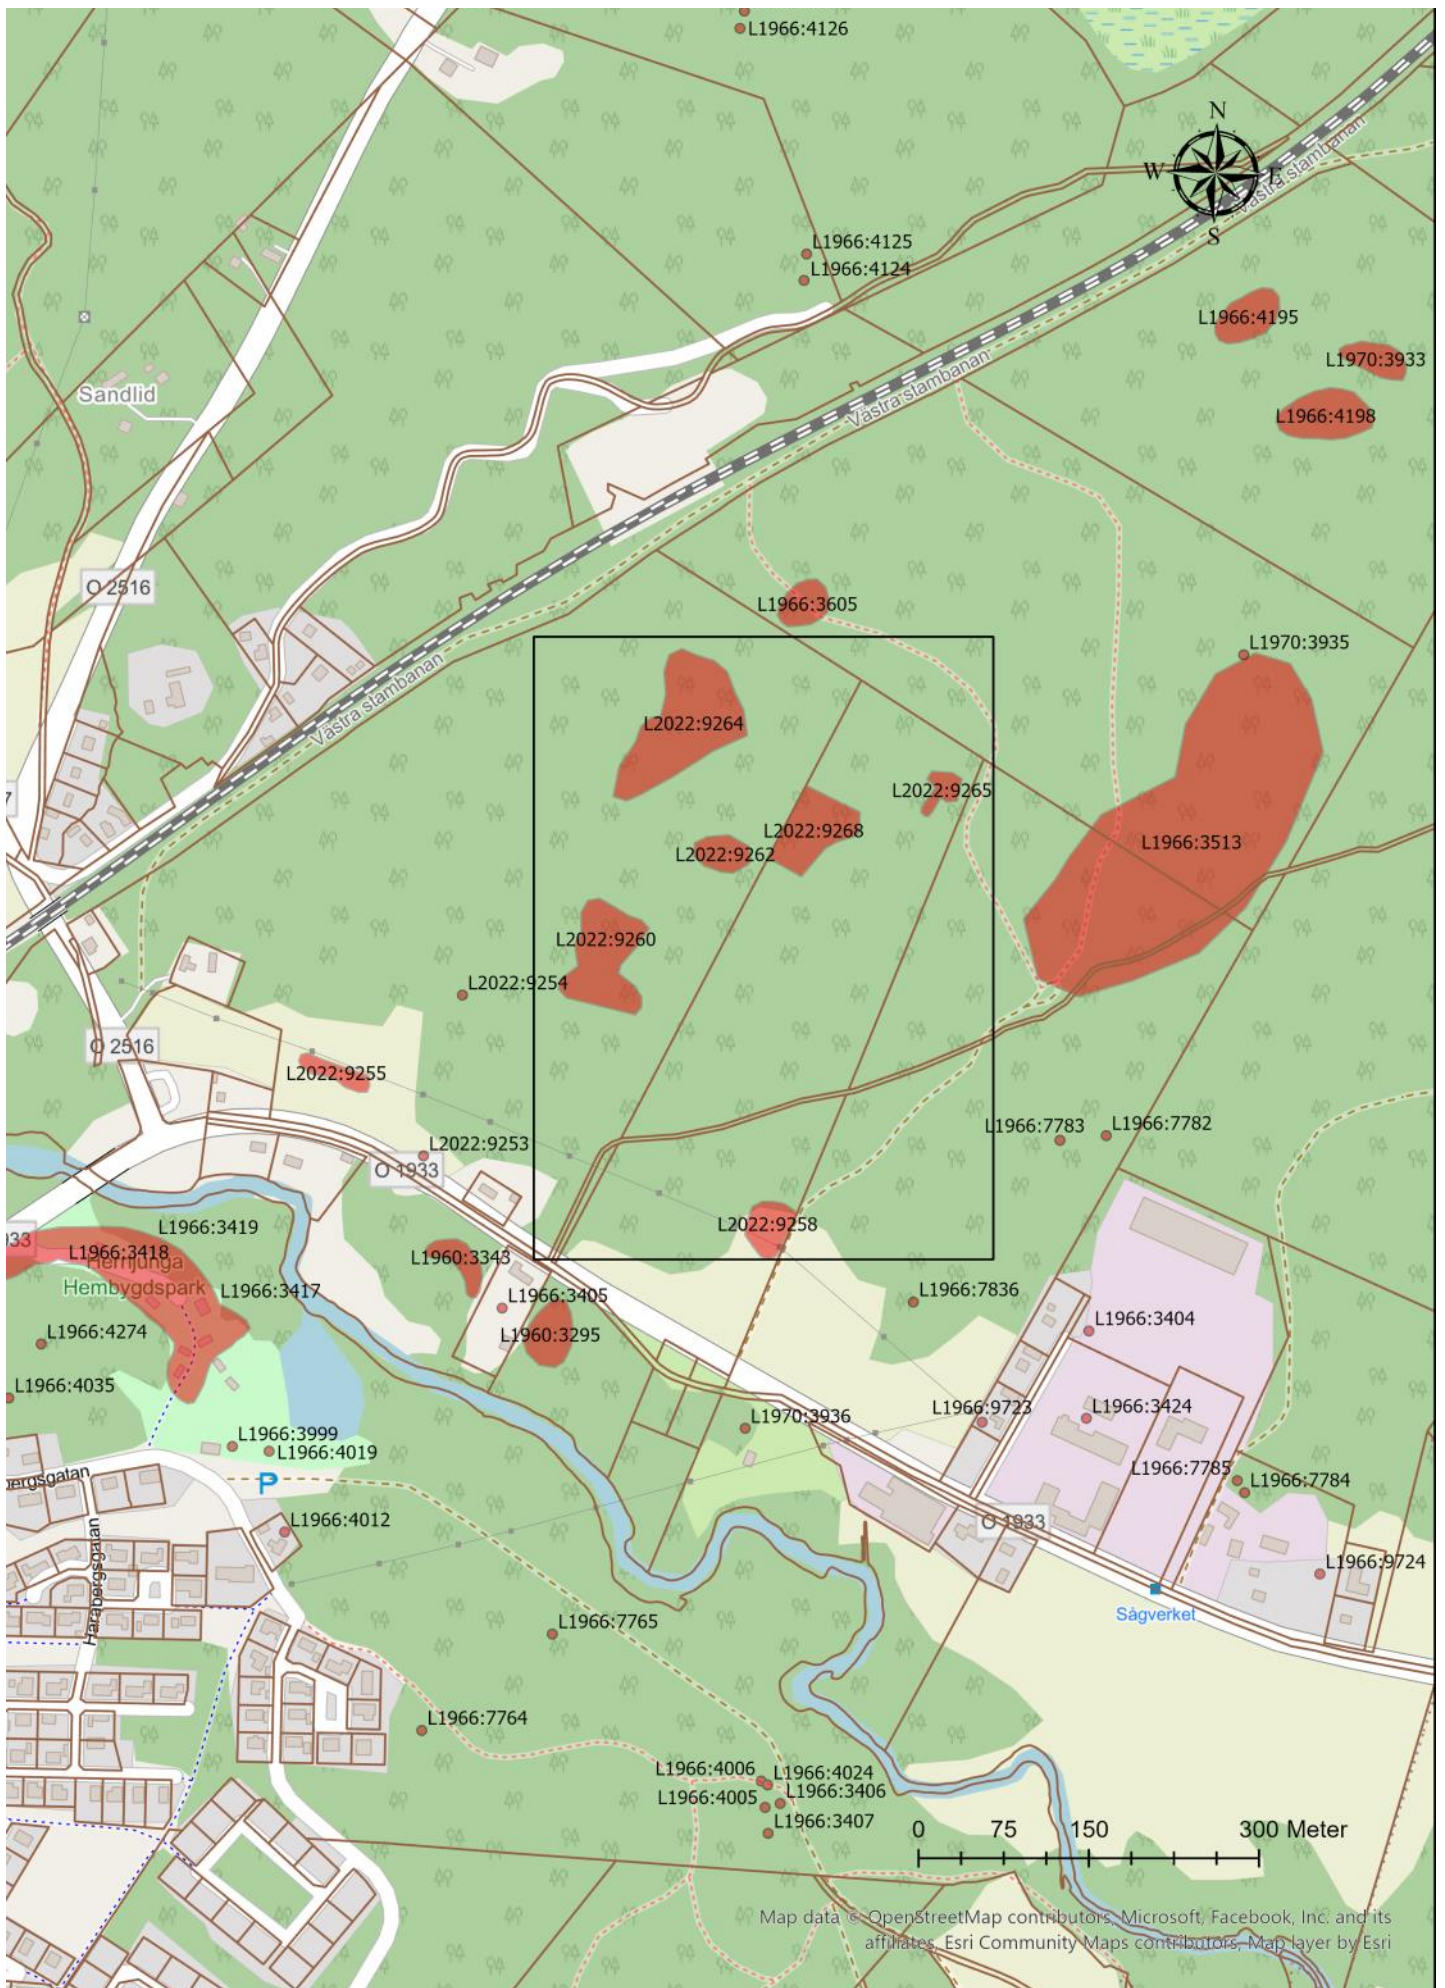 L1966:4126
N
W
E
S
Västra stambanan
L1966:4125
L1966:4124
L1966:4195
L1970:3933
L1966:4198
Västra stambanan
Sandlid
O 2516
L1966:3605
L1970:3935
Västra stambanan
L2022:9264
L2022:9265
L2022:9268
L2022:9262
L1966:3513
7
L2022:9260
L2022:9254
O 2516
L2022:9255
L2022:9253
O 1933
L1966:7783
L1966:7782
L2022:9258
L1966:3419
933
L1966:3418
Herrljunga
Hembygdspark
L1966:3417
L1960:3343
L1966:3405
L1960:3295
L1966:7836
L1966:3404
L1966:4274
L1966:4035
L1970:3936
L1966:9723
L1966:3424
L1966:3999
L1966:4019
L1966:7785
L1966:7784
P
L1966:4012
O 1933
Harabergsgatan
L1966:9724
Sågverket
L1966:7765
L1966:7764
L1966:4006
L1966:4024
L1966:4005
L1966:3406
L1966:3407
0 75 150 300 Meter
Map data © OpenStreetMap contributors, Microsoft, Facebook, Inc. and its
affiliates, Esri Community Maps contributors, Map layer by Esri